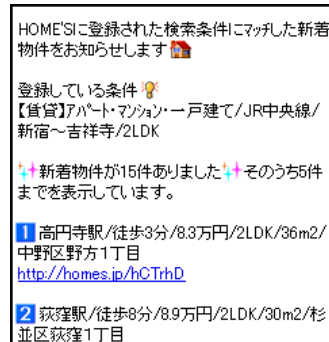 HOME'Sに登録された検索条件にマッチした新着
物件をお知らせします
登録している条件
【賃貸】アパート・マンション・一戸建て/JR中央線/
新宿～吉祥寺/2LDK
新着物件が15件ありましたそのうち5件
までを表示しています。
1 高円寺駅/徒歩3分/8.3万円/2LDK/36m2/
中野区野方1丁目
http://homes.jp/hCTrhD
2 荻窪駅/徒歩8分/8.9万円/2LDK/30m2/杉
並区荻窪1丁目